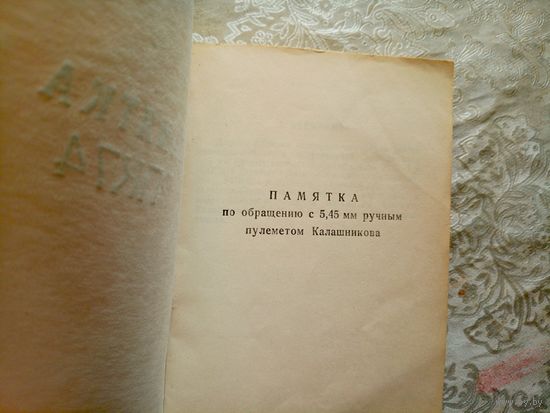 ПАМЯТКА
по обращению с 5,45 мм ручным
пулеметом Калашникова